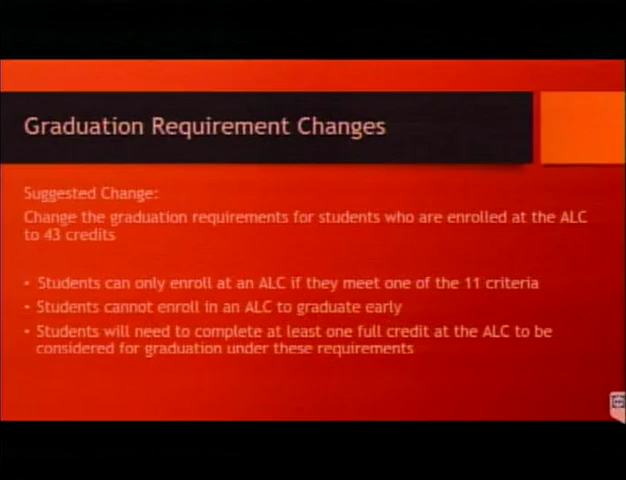 Graduation Requirement Changes
Suggested Change:
Change the graduation requirements for students who are enrolled at the ALC
to 43 credits
• Students can only enroll at an ALC if they meet one of the 11 criteria
• Students cannot enroll in an ALC to graduate early
• Students will need to complete at least one full credit at the ALC to be
considered for graduation under these requirements